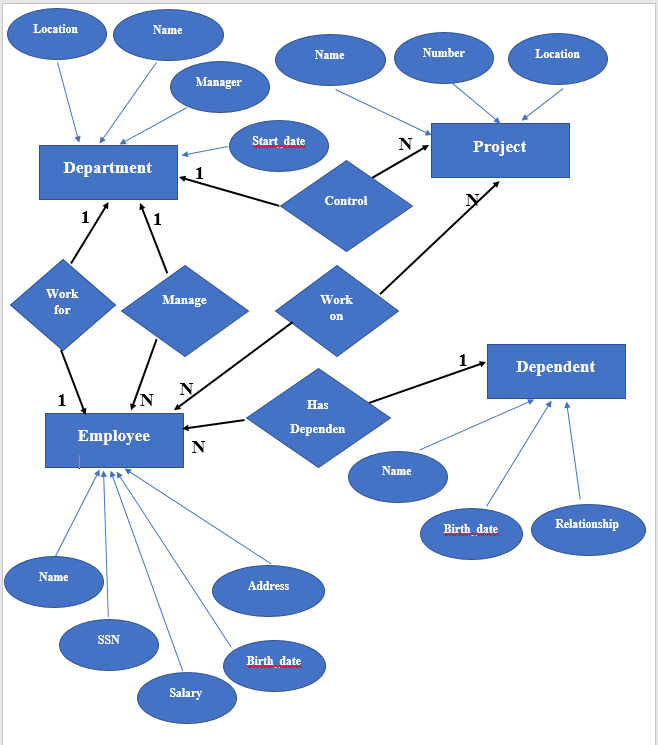 Location
Name
Manager
Start_date
Name
Number
Location
Department
Project
1
N
Control
N
1
1
Work
for
Manage
Work
on
1
N
N
Has
Dependen
1
Dependent
Employee
N
Name
Birth_date
Relationship
Name
SSN
Salary
Birth_date
Address